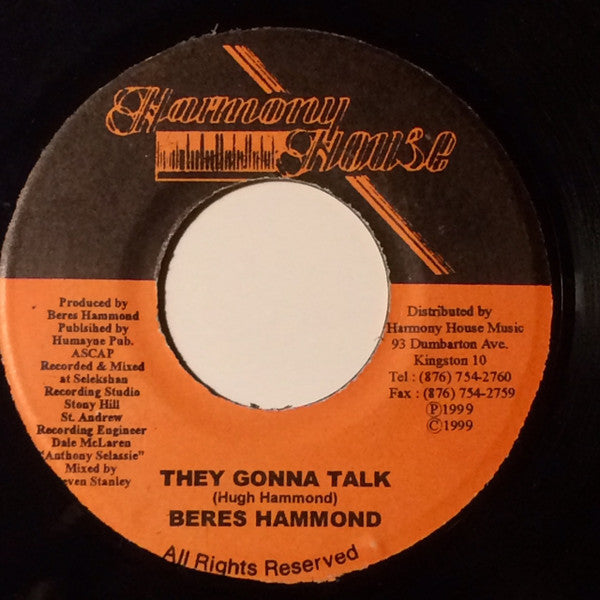 Harmony
House
Produced by
Beres Hammond
Publsihed by
Humayne Pub.
ASCAP
Recorded & Mixed
at Selekshan
Recording Studio
Stony Hill
St. Andrew
Recording Engineer
Dale McLaren
"Anthony Selassie"
Mixed by
even Stanley
Distributed by
Harmony House Music
93 Dumbarton Ave.
Kingston 10
Tel : (876) 754-2760
Fax : (876) 754-2759
Ⓟ1999
©1999
THEY GONNA TALK
(Hugh Hammond)
BERES HAMMOND
All Rights Reserved